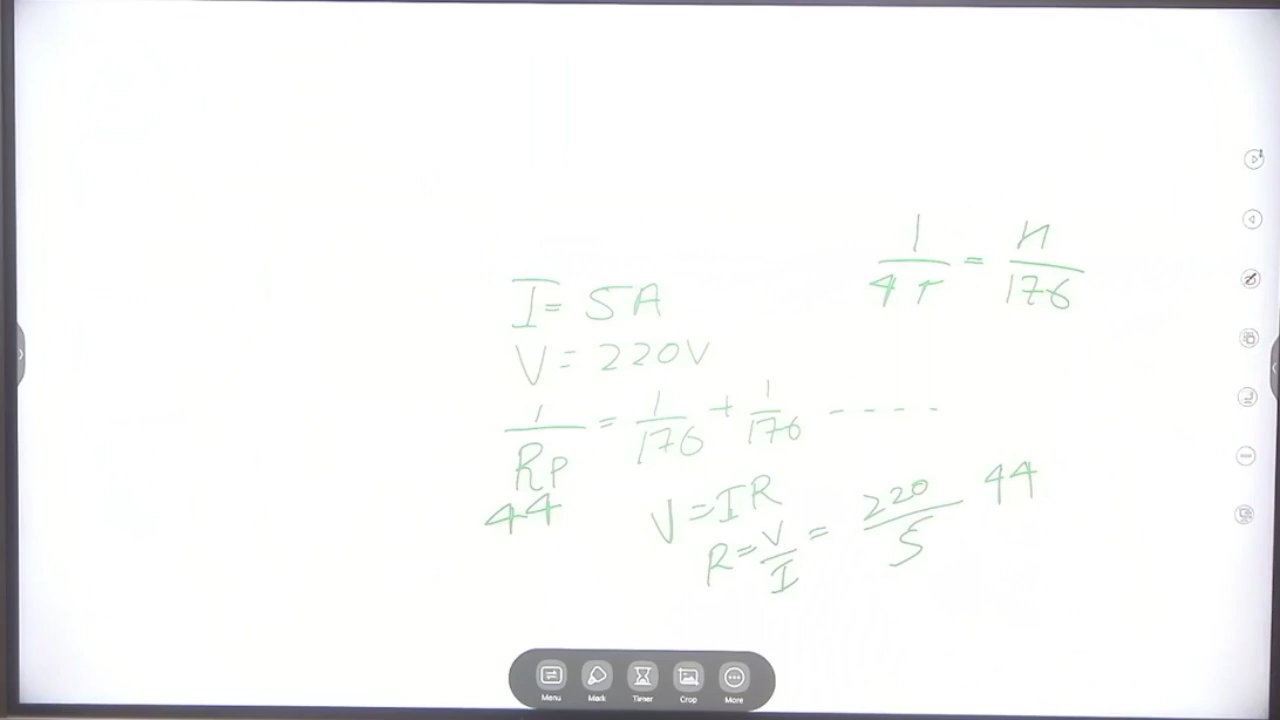 1/4 = n/176
I = 5A
V = 220V
1/Rp = 1/176 + 1/176 -----
44
V = IR
R = V/I = 220/5 44
Menu Mark Timer Crop More